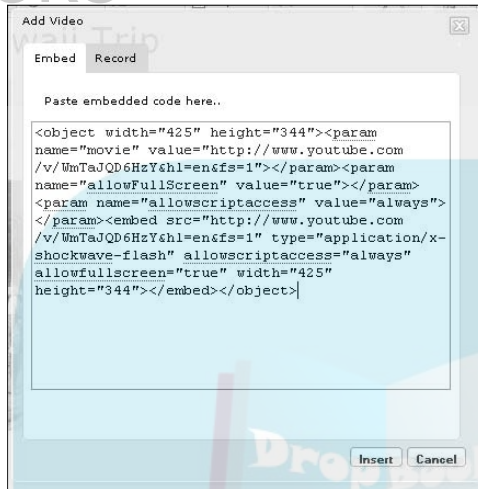 Add Video
waii Trip
Embed Record
Paste embedded code here..
<object width="425" height="344"><param
name="movie" value="http://www.youtube.com
/v/WmTaJQD6HzY&hl=en&fs=1"></param><param
name="allowFullScreen" value="true"></param>
<param name="allowscriptaccess" value="always">
</param><embed src="http://www.youtube.com
/v/WmTaJQD6HzY&hl=en&fs=1" type="application/x-
shockwave-flash" allowscriptaccess="always"
allowfullscreen="true" width="425"
height="344"></embed></object>
Insert Cancel